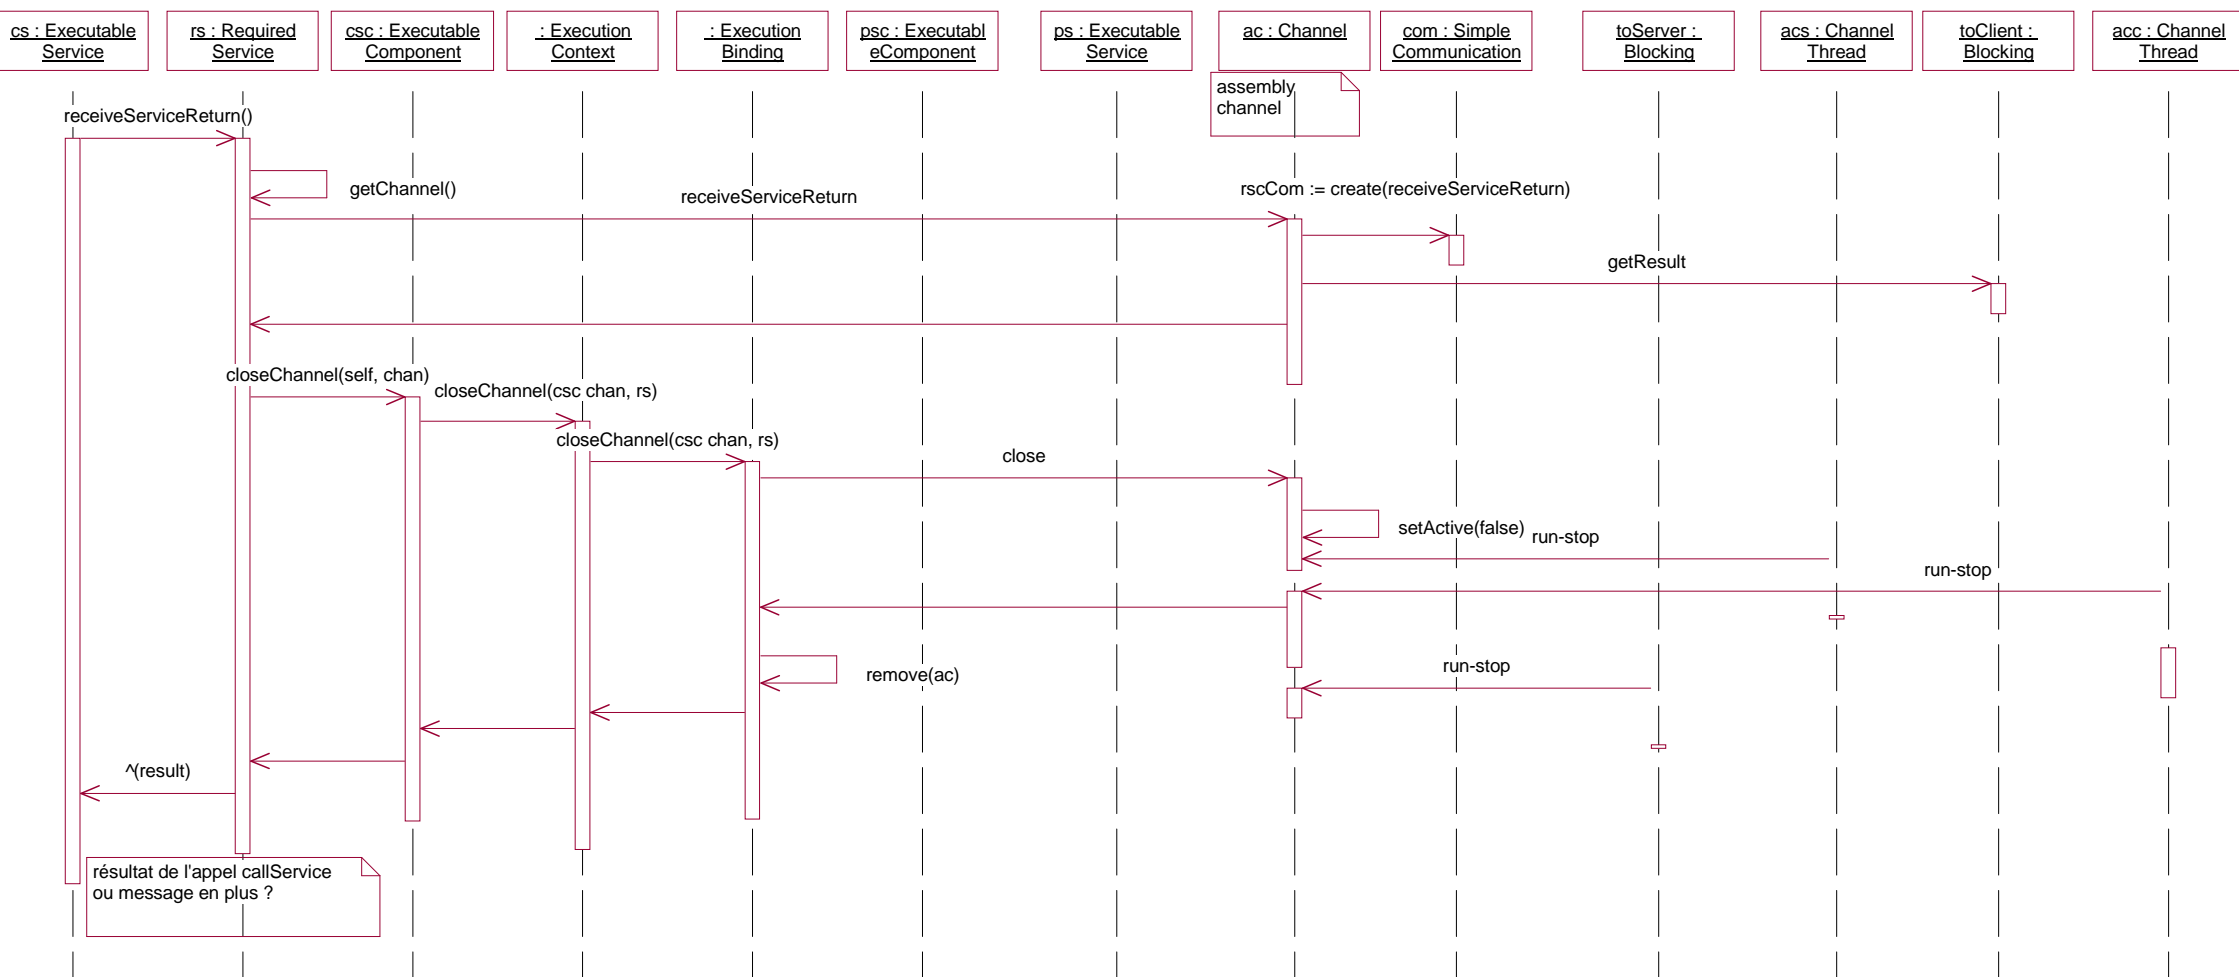 cs : Executable
Service
rs : Required
Service
csc : Executable
Component
: Execution
Context
: Execution
Binding
psc : Executabl
eComponent
ps : Executable
Service
ac : Channel
com : Simple
Communication
toServer :
Blocking
acs : Channel
Thread
toClient :
Blocking
acc : Channel
Thread
assembly
channel
receiveServiceReturn()
getChannel()
receiveServiceReturn
rscCom := create(receiveServiceReturn)
getResult
closeChannel(self, chan)
closeChannel(csc chan, rs)
closeChannel(csc chan, rs)
close
setActive(false)
run-stop
run-stop
remove(ac)
run-stop
^(result)
résultat de l'appel callService
ou message en plus ?